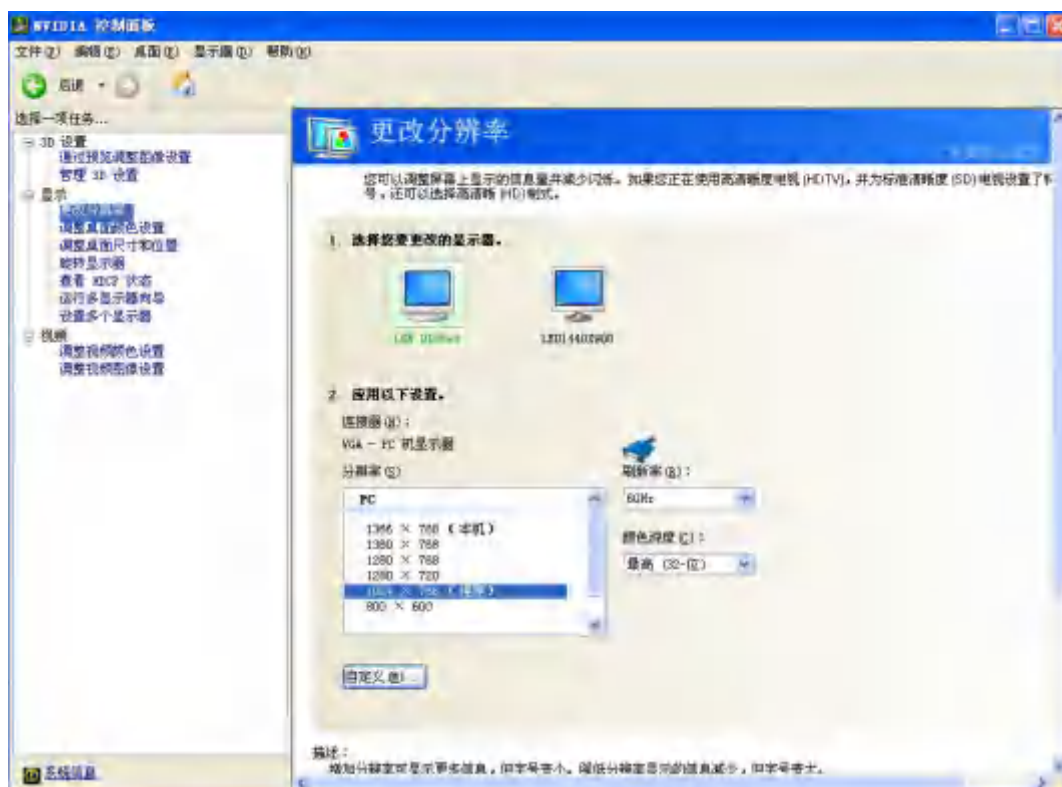 NVIDIA 控制面板
文件(F) 编辑(E) 桌面(D) 显示器(D) 帮助(H)
后退
选择一项任务...
3D 设置
通过预览调整图像设置
管理 3D 设置
显示
更改分辨率
调整桌面颜色设置
调整桌面尺寸和位置
旋转显示器
查看 HDCP 状态
运行多显示器向导
设置多个显示器
视频
调整视频颜色设置
调整视频图像设置
系统信息
更改分辨率
您可以调整屏幕上显示的信息量并减少闪烁。如果您正在使用高清晰度电视(HDTV),并为标准清晰度(SD)电视设置了
号,还可以选择高清晰(HD)制式。
1. 选择您要更改的显示器。
LED1440X900
2. 应用以下设置。
连接器(N):
VGA - PC 机显示器
分辨率(S)
刷新率(R):
PC
60Hz
1366 × 768 (本机)
1360 × 768
1280 × 768
1280 × 720
1024 × 768 (推荐)
800 × 600
颜色深度(C):
最高 (32-位)
自定义
描述:
增加分辨率可显示更多信息,但字号变小。降低分辨率显示的信息减少,但字号变大。